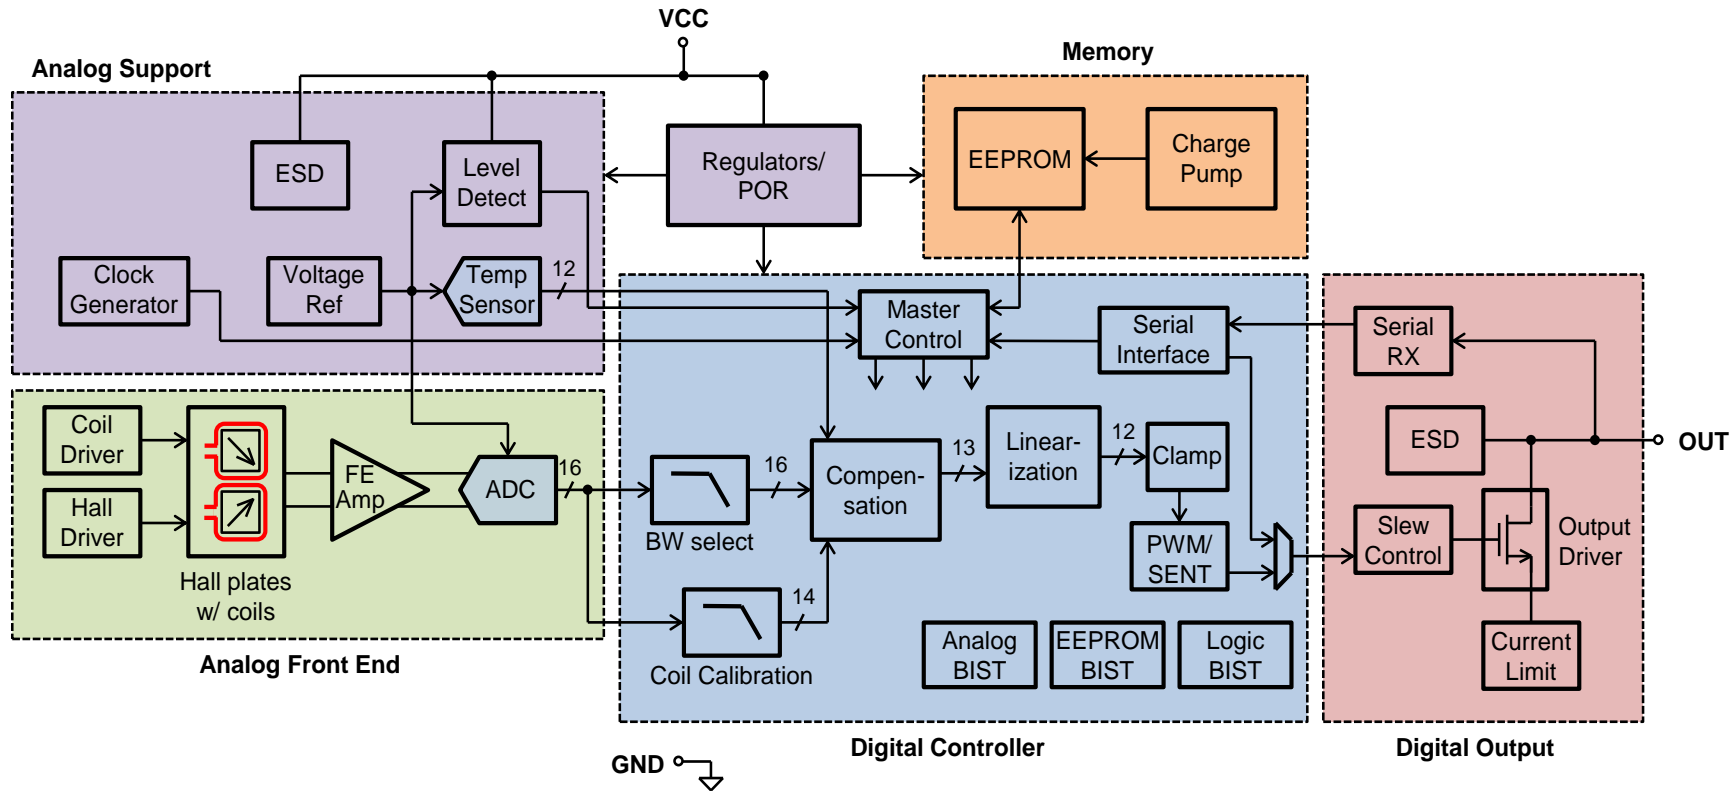 VCC
Analog Support
Memory
ESD
Level
Detect
Regulators/
POR
EEPROM
Charge
Pump
Clock
Generator
Voltage
Ref
Temp
Sensor
12
Master
Control
Serial
Interface
Serial
RX
Coil
Driver
Hall
Driver
FE
Amp
ADC
16
Hall plates
w/ coils
Analog Front End
BW select
16
Coil Calibration
14
Compen-
sation
13
Linear-
ization
12
Clamp
PWM/
SENT
Analog
BIST
EEPROM
BIST
Logic
BIST
Digital Controller
ESD
OUT
Slew
Control
Output
Driver
Current
Limit
Digital Output
GND